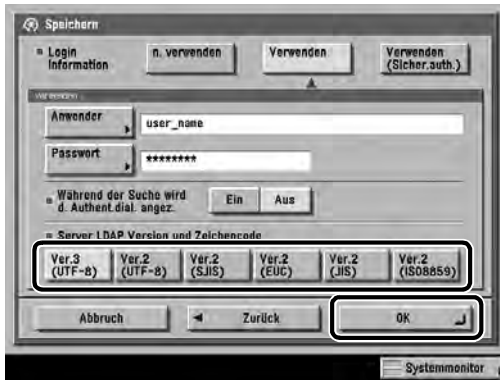 Speichern
Login
Information
n. verwenden
Verwenden
Verwenden
(Sicher.auth.)
Verwenden
Anwender
user_name
Passwort
********
Während der Suche wird
d. Authent.dial. angez.
Ein
Aus
Server LDAP Version und Zeichencode
Ver.3
(UTF-8)
Ver.2
(UTF-8)
Ver.2
(SJIS)
Ver.2
(EUC)
Ver.2
(JIS)
Ver.2
(ISO8859)
Abbruch
Zurück
OK
Systemmonitor